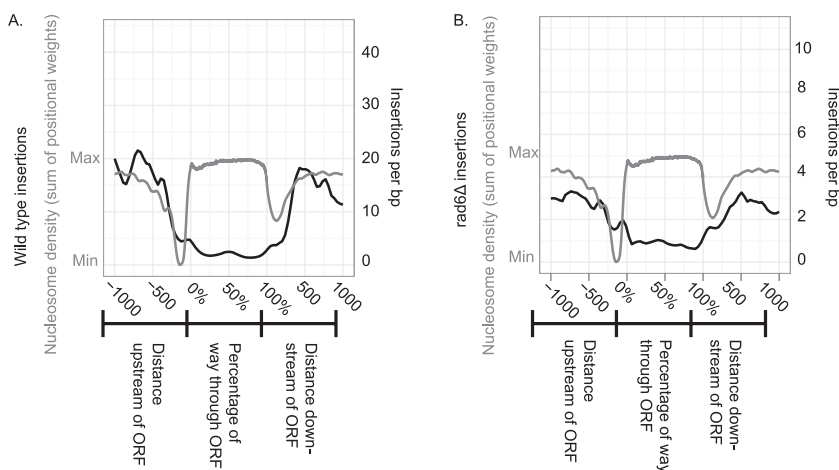 A.
Wild type insertions
Nucleosome density (sum of positional weights)
Max
Min
40
30
20
10
0
Insertions per bp
−1000
−500
0%
50%
100%
500
1000
Distance
upstream of ORF
Percentage of
way through ORF
Distance down-
stream of ORF
B.
rad6Δ insertions
Nucleosome density (sum of positional weights)
Max
Min
10
8
6
4
2
0
Insertions per bp
−1000
−500
0%
50%
100%
500
1000
Distance
upstream of ORF
Percentage of way
through ORF
Distance down-
stream of ORF